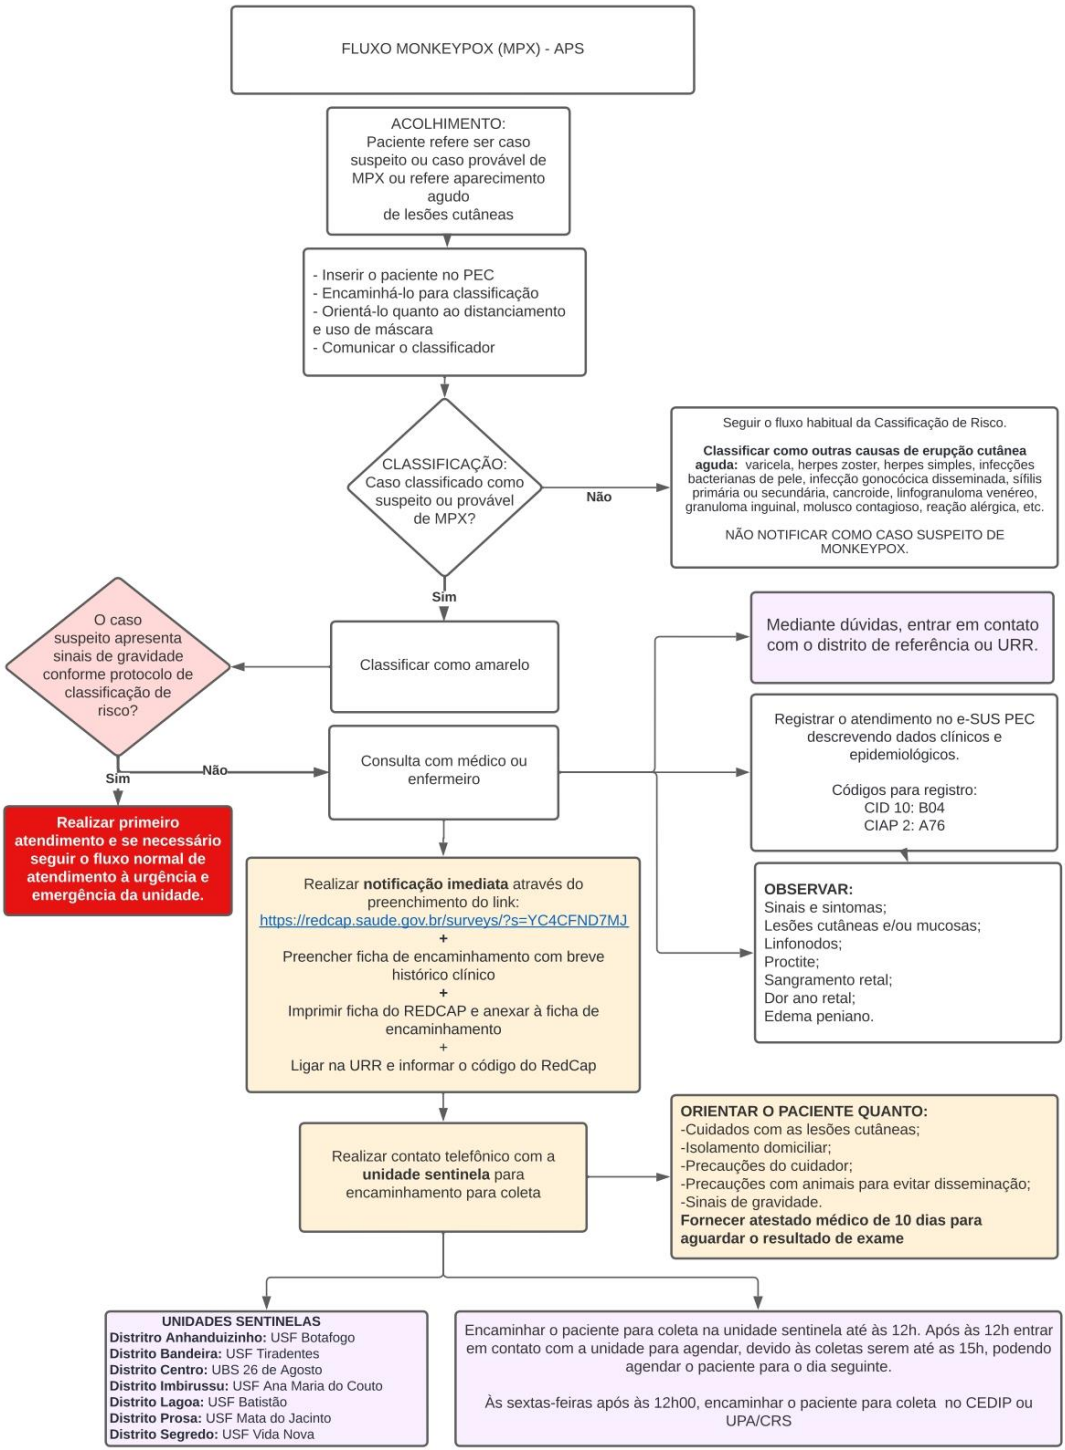 FLUXO MONKEYPOX (MPX) - APS
ACOLHIMENTO:
Paciente refere ser caso
suspeito ou caso provável de
MPX ou refere aparecimento
agudo
de lesões cutâneas
- Inserir o paciente no PEC
- Encaminhá-lo para classificação
- Orientá-lo quanto ao distanciamento
e uso de máscara
- Comunicar o classificador
CLASSIFICAÇÃO:
Caso classificado como
suspeito ou provável
de MPX?
Não
Seguir o fluxo habitual da Cassificação de Risco.
Classificar como outras causas de erupção cutânea
aguda: varicela, herpes zoster, herpes simples, infecções
bacterianas de pele, infecção gonocócica disseminada, sífilis
primária ou secundária, cancroide, linfogranuloma venéreo,
granuloma inguinal, molusco contagioso, reação alérgica, etc.
NÃO NOTIFICAR COMO CASO SUSPEITO DE
MONKEYPOX.
Sim
Classificar como amarelo
O caso
suspeito apresenta
sinais de gravidade
conforme protocolo de
classificação de
risco?
Sim
Não
Realizar primeiro
atendimento e se necessário
seguir o fluxo normal de
atendimento à urgência e
emergência da unidade.
Consulta com médico ou
enfermeiro
Mediante dúvidas, entrar em contato
com o distrito de referência ou URR.
Registrar o atendimento no e-SUS PEC
descrevendo dados clínicos e
epidemiológicos.
Códigos para registro:
CID 10: B04
CIAP 2: A76
OBSERVAR:
Sinais e sintomas;
Lesões cutâneas e/ou mucosas;
Linfonodos;
Proctite;
Sangramento retal;
Dor ano retal;
Edema peniano.
Realizar notificação imediata através do
preenchimento do link:
https://redcap.saude.gov.br/surveys/?s=YC4CFND7MJ
+
Preencher ficha de encaminhamento com breve
histórico clínico
+
Imprimir ficha do REDCAP e anexar à ficha de
encaminhamento
+
Ligar na URR e informar o código do RedCap
Realizar contato telefônico com a
unidade sentinela para
encaminhamento para coleta
ORIENTAR O PACIENTE QUANTO:
-Cuidados com as lesões cutâneas;
-Isolamento domiciliar;
-Precauções do cuidador;
-Precauções com animais para evitar disseminação;
-Sinais de gravidade.
Fornecer atestado médico de 10 dias para
aguardar o resultado de exame
UNIDADES SENTINELAS
Distritro Anhanduizinho: USF Botafogo
Distrito Bandeira: USF Tiradentes
Distrito Centro: UBS 26 de Agosto
Distrito Imbirussu: USF Ana Maria do Couto
Distrito Lagoa: USF Batistão
Distrito Prosa: USF Mata do Jacinto
Distrito Segredo: USF Vida Nova
Encaminhar o paciente para coleta na unidade sentinela até às 12h. Após às 12h entrar
em contato com a unidade para agendar, devido às coletas serem até as 15h, podendo
agendar o paciente para o dia seguinte.
Às sextas-feiras após às 12h00, encaminhar o paciente para coleta no CEDIP ou
UPA/CRS